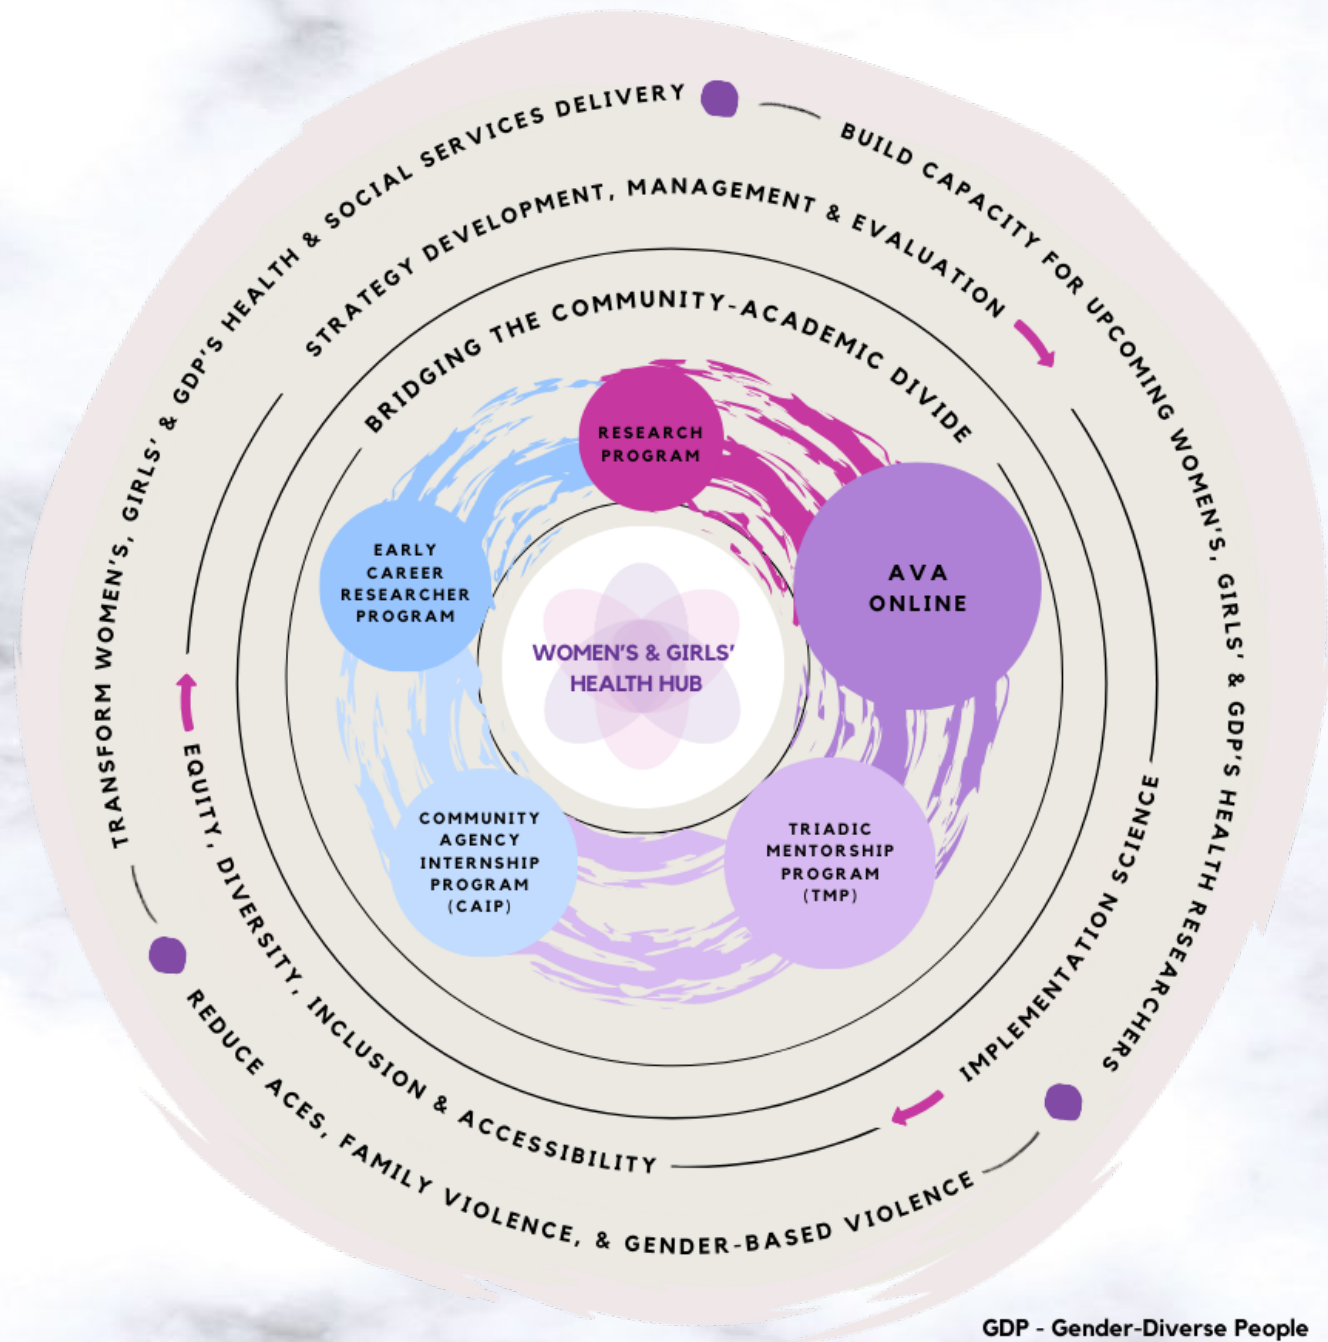 TRANSFORM WOMEN'S, GIRLS' & GDP'S HEALTH & SOCIAL SERVICES DELIVERY
BUILD CAPACITY FOR UPCOMING WOMEN'S, GIRLS' & GDP'S HEALTH RESEARCHERS
REDUCE ACES, FAMILY VIOLENCE, & GENDER-BASED VIOLENCE
STRATEGY DEVELOPMENT, MANAGEMENT & EVALUATION
IMPLEMENTATION SCIENCE
EQUITY, DIVERSITY, INCLUSION & ACCESSIBILITY
BRIDGING THE COMMUNITY-ACADEMIC DIVIDE
RESEARCH
PROGRAM
AVA
ONLINE
TRIADIC
MENTORSHIP
PROGRAM
(TMP)
COMMUNITY
AGENCY
INTERNSHIP
PROGRAM
(CAIP)
EARLY
CAREER
RESEARCHER
PROGRAM
WOMEN'S & GIRLS'
HEALTH HUB
GDP - Gender-Diverse People